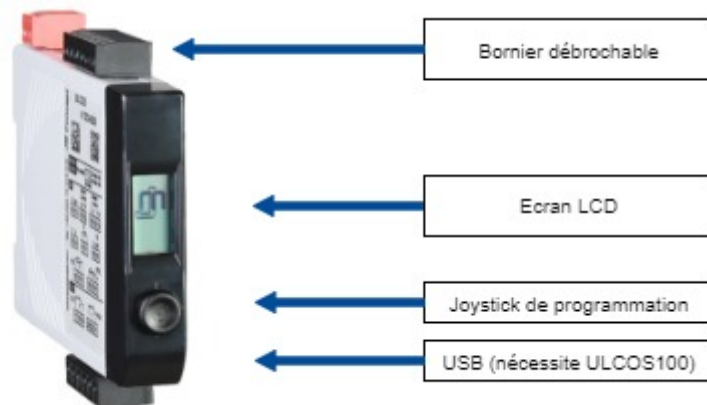 Bornier débrochable
Ecran LCD
Joystick de programmation
USB (nécessite ULCOS100)